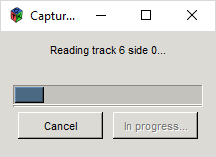 Captur...
Reading track 6 side 0...
Cancel
In progress...